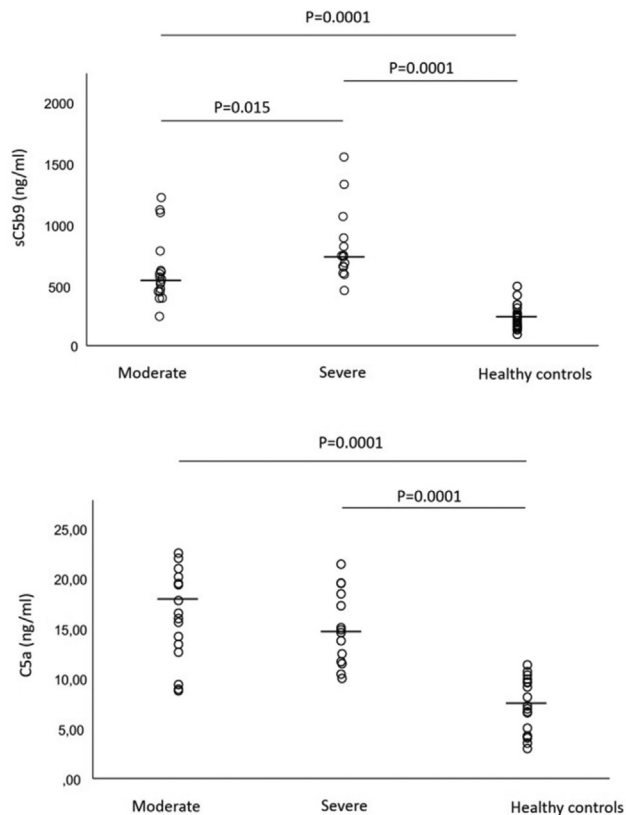 P=0.0001
P=0.0001
P=0.015
sC5b9 (ng/ml)
2000
1500
1000
500
0
Moderate Severe Healthy controls
P=0.0001
P=0.0001
C5a (ng/ml)
25,00
20,00
15,00
10,00
5,00
,00
Moderate Severe Healthy controls